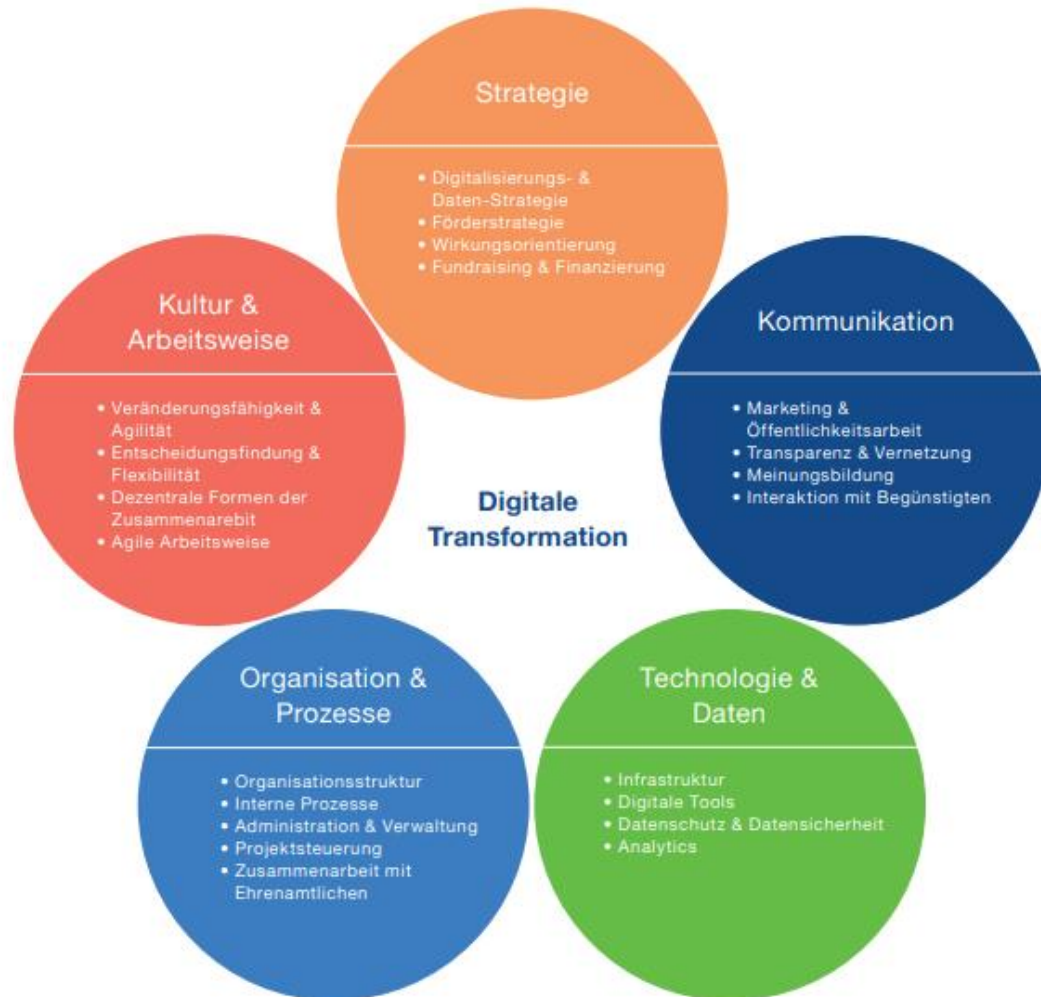 Strategie
• Digitalisierungs- &
Daten-Strategie
• Förderstrategie
• Wirkungsorientierung
• Fundraising & Finanzierung
Kultur &
Arbeitsweise
• Veränderungsfähigkeit &
Agilität
• Entscheidungsfindung &
Flexibilität
• Dezentrale Formen der
Zusammenarebit
• Agile Arbeitsweise
Kommunikation
• Marketing &
Öffentlichkeitsarbeit
• Transparenz & Vernetzung
• Meinungsbildung
• Interaktion mit Begünstigten
Digitale
Transformation
Organisation &
Prozesse
• Organisationsstruktur
• Interne Prozesse
• Administration & Verwaltung
• Projektsteuerung
• Zusammenarbeit mit
Ehrenamtlichen
Technologie &
Daten
• Infrastruktur
• Digitale Tools
• Datenschutz & Datensicherheit
• Analytics